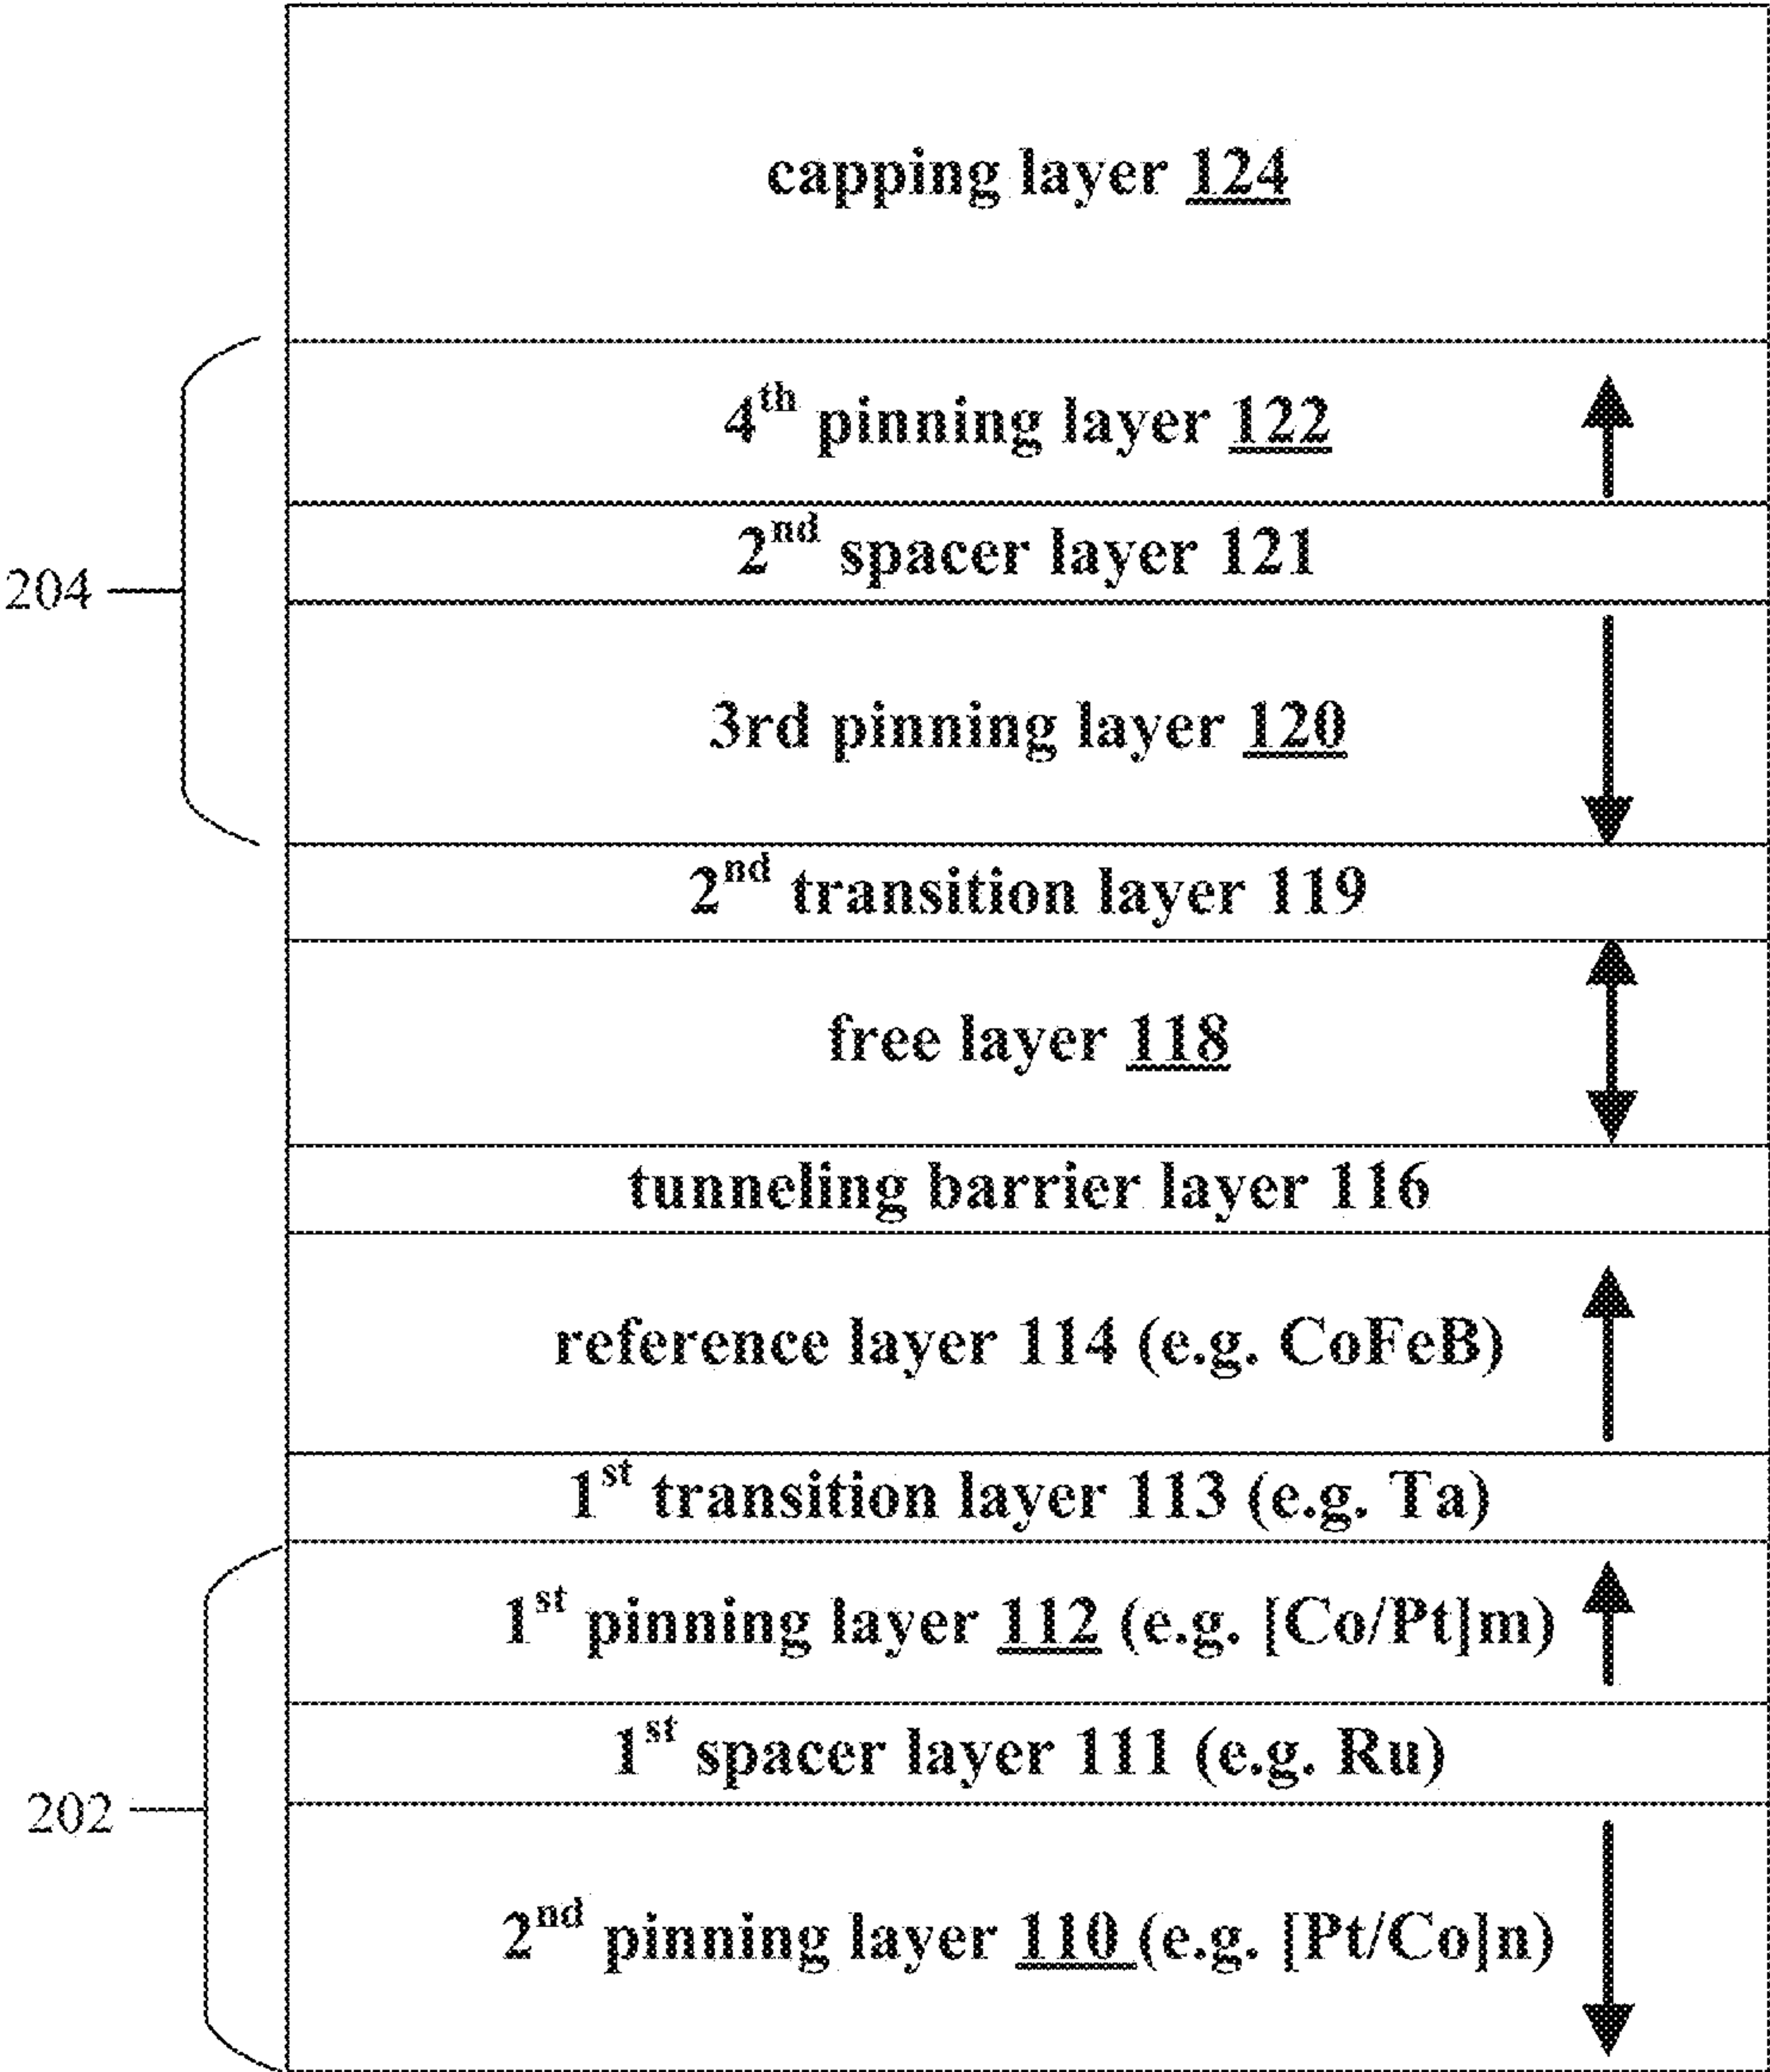 capping layer 124
4th pinning layer 122
2nd spacer layer 121
204
3rd pinning layer 120
2nd transition layer 119
free layer 118
tunneling barrier layer 116
reference layer 114 (e.g. CoFeB)
1st transition layer 113 (e.g. Ta)
1st pinning layer 112 (e.g. [Co/Pt]m)
1st spacer layer 111 (e.g. Ru)
202
2nd pinning layer 110 (e.g. [Pt/Co]n)